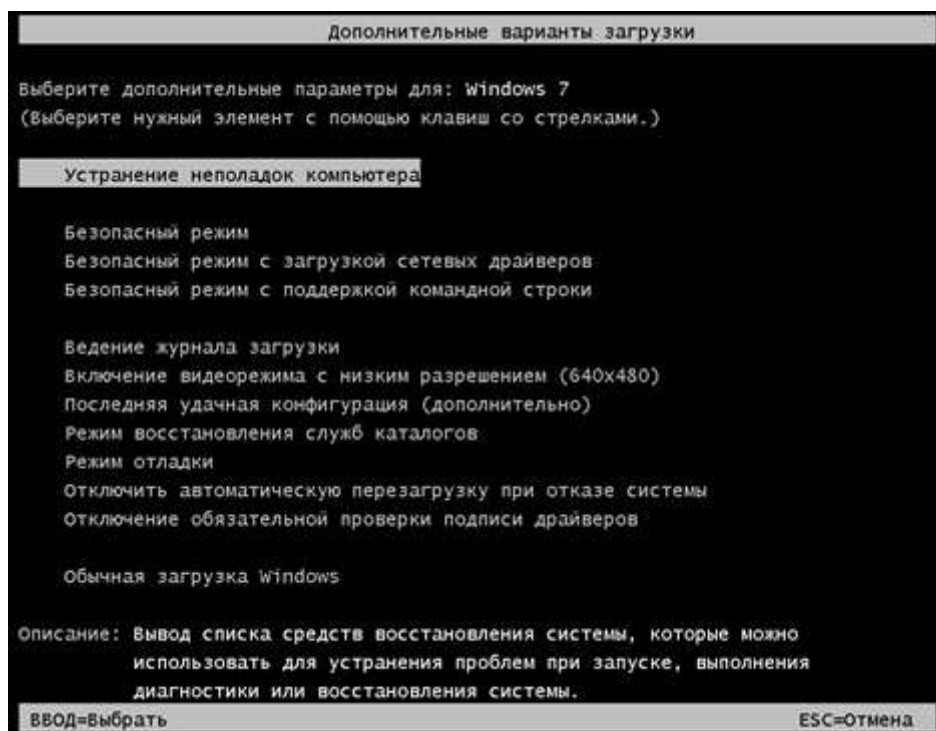 Дополнительные варианты загрузки
Выберите дополнительные параметры для: Windows 7
(Выберите нужный элемент с помощью клавиш со стрелками.)
Устранение неполадок компьютера
Безопасный режим
Безопасный режим с загрузкой сетевых драйверов
Безопасный режим с поддержкой командной строки
Ведение журнала загрузки
Включение видеорежима с низким разрешением (640x480)
Последняя удачная конфигурация (дополнительно)
Режим восстановления служб каталогов
Режим отладки
Отключить автоматическую перезагрузку при отказе системы
Отключение обязательной проверки подписи драйверов
Обычная загрузка Windows
Описание: Вывод списка средств восстановления системы, которые можно
использовать для устранения проблем при запуске, выполнения
диагностики или восстановления системы.
ВВОД=Выбрать ESC=Отмена